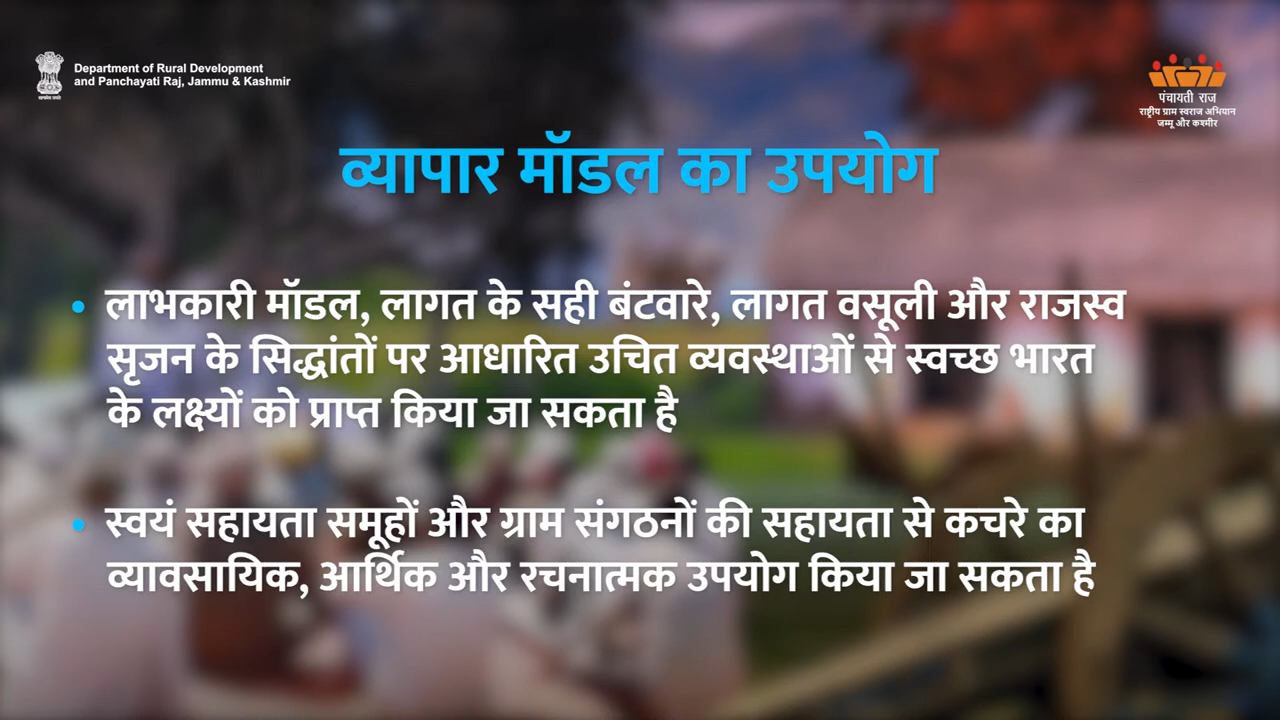 Department of Rural Development
and Panchayati Raj, Jammu & Kashmir
पंचायती राज
राष्ट्रीय ग्राम स्वराज अभियान
जम्मू और कश्मीर
व्यापार मॉडल का उपयोग
• लाभकारी मॉडल, लागत के सही बंटवारे, लागत वसूली और राजस्व
सृजन के सिद्धांतों पर आधारित उचित व्यवस्थाओं से स्वच्छ भारत
के लक्ष्यों को प्राप्त किया जा सकता है
• स्वयं सहायता समूहों और ग्राम संगठनों की सहायता से कचरे का
व्यावसायिक, आर्थिक और रचनात्मक उपयोग किया जा सकता है